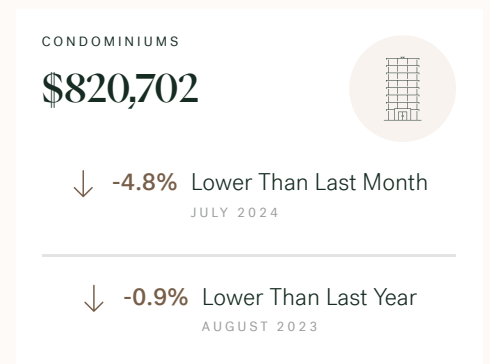 CONDOMINIUMS
$820,702
-4.8% Lower Than Last Month
JULY 2024
-0.9% Lower Than Last Year
AUGUST 2023